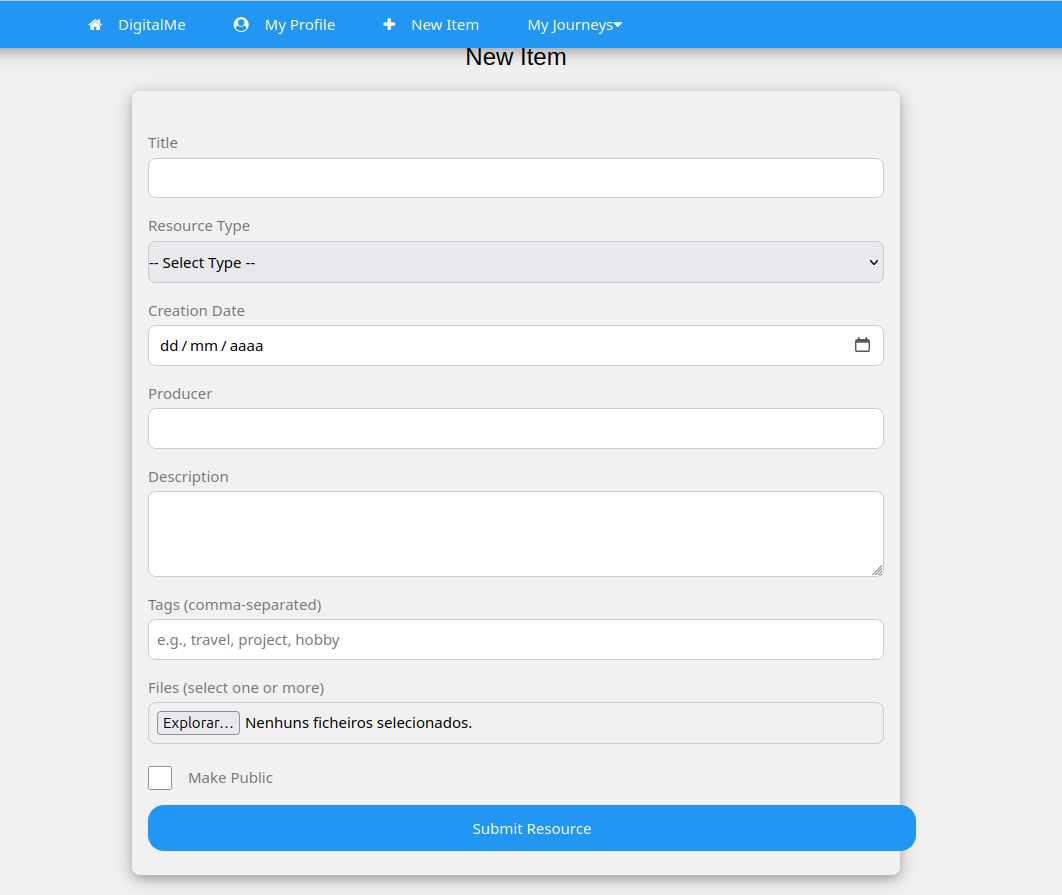 DigitalMe My Profile New Item My Journeys
New Item
Title
Resource Type
-- Select Type --
Creation Date
dd / mm / aaaa
Producer
Description
Tags (comma-separated)
e.g., travel, project, hobby
Files (select one or more)
Explorar... Nenhuns ficheiros selecionados.
Make Public
Submit Resource